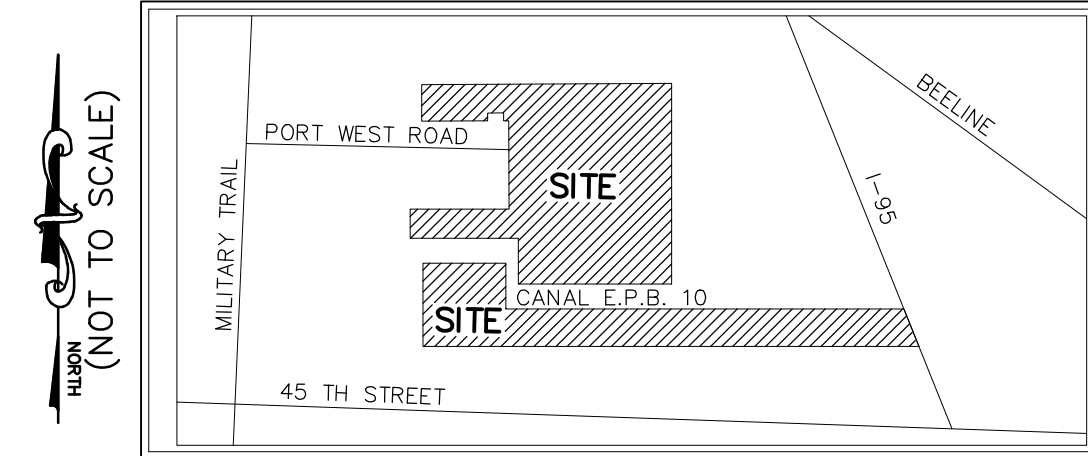 (NOT TO SCALE)
NORTH
BEELINE
PORT WEST ROAD
SITE
I-95
MILITARY TRAIL
CANAL E.P.B. 10
SITE
45 TH STREET